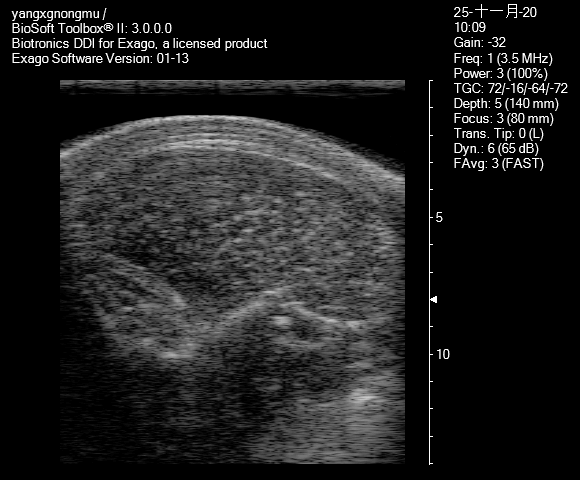 yangxgnongmu /
BioSoft Toolbox® II: 3.0.0.0
Biotronics DDI for Exago, a licensed product
Exago Software Version: 01-13
25-十一月-20
10:09
Gain: -32
Freq: 1 (3.5 MHz)
Power: 3 (100%)
TGC: 72/-16/-64/-72
Depth: 5 (140 mm)
Focus: 3 (80 mm)
Trans. Tip: 0 (L)
Dyn.: 6 (65 dB)
FAvg: 3 (FAST)
5
10